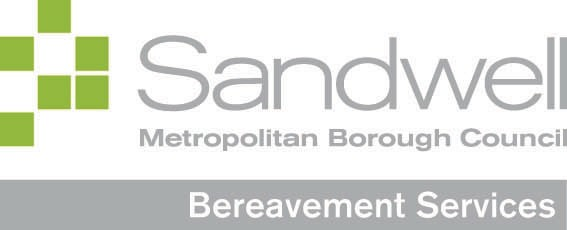 Sandwell
Metropolitan Borough Council
Bereavement Services